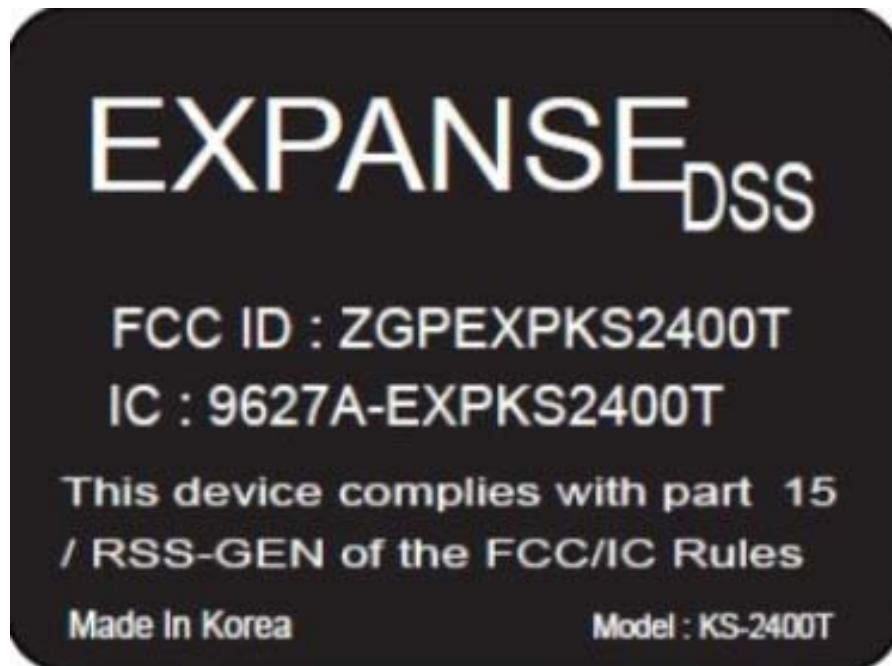 EXPANSE DSS
FCC ID : ZGPEXPKS2400T
IC : 9627A-EXPKS2400T
This device complies with part 15
/ RSS-GEN of the FCC/IC Rules
Made In Korea Model : KS-2400T